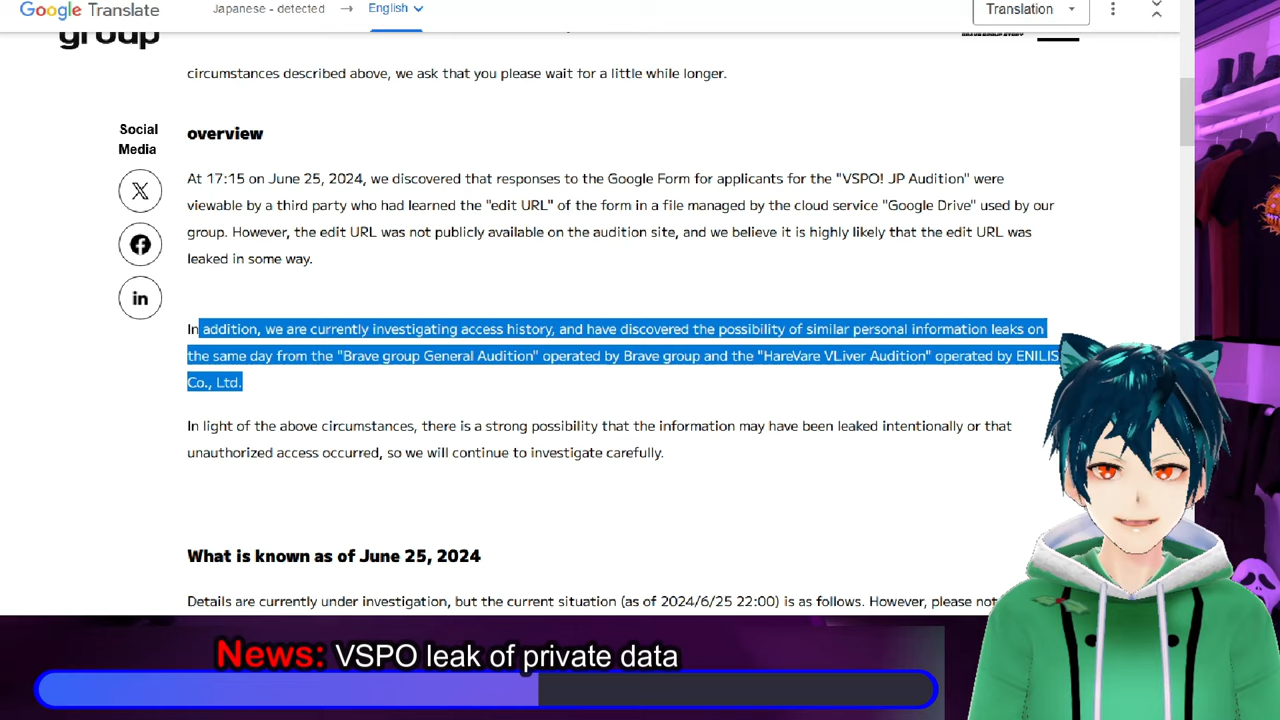 Google Translate
Japanese - detected → English
Translation
group
circumstances described above, we ask that you please wait for a little while longer.
Social
Media
overview
At 17:15 on June 25, 2024, we discovered that responses to the Google Form for applicants for the "VSPO! JP Audition" were
viewable by a third party who had learned the "edit URL" of the form in a file managed by the cloud service "Google Drive" used by our
group. However, the edit URL was not publicly available on the audition site, and we believe it is highly likely that the edit URL was
leaked in some way.
In addition, we are currently investigating access history, and have discovered the possibility of similar personal information leaks on
the same day from the "Brave group General Audition" operated by Brave group and the "HareVare VLiver Audition" operated by ENILIS
Co., Ltd.
In light of the above circumstances, there is a strong possibility that the information may have been leaked intentionally or that
unauthorized access occurred, so we will continue to investigate carefully.
What is known as of June 25, 2024
Details are currently under investigation, but the current situation (as of 2024/6/25 22:00) is as follows. However, please not
News: VSPO leak of private data